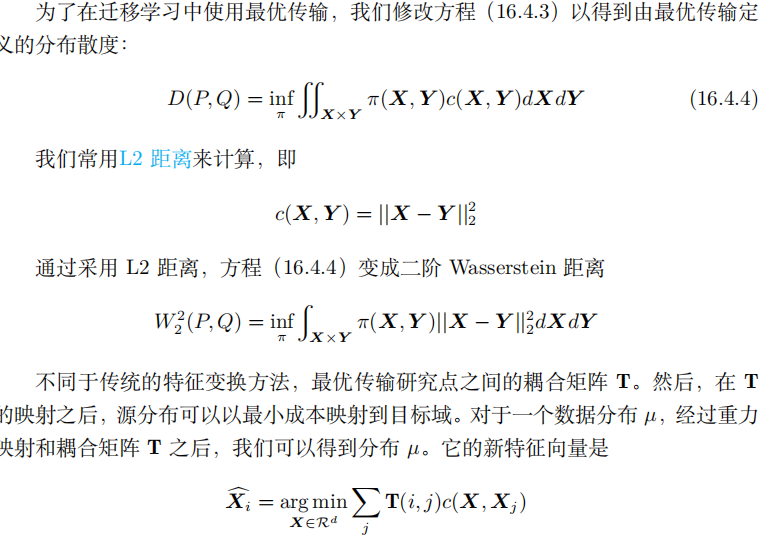 为了在迁移学习中使用最优传输，我们修改方程（16.4.3）以得到由最优传输定
义的分布散度：
D(P, Q) = inf_π ∬_{X×Y} π(X, Y)c(X, Y)dXdY (16.4.4)
我们常用L2 距离来计算，即
c(X, Y) = ||X − Y||_2^2
通过采用 L2 距离，方程（16.4.4）变成二阶 Wasserstein 距离
W_2^2(P, Q) = inf_π ∫_{X×Y} π(X, Y)||X − Y||_2^2 dXdY
不同于传统的特征变换方法，最优传输研究点之间的耦合矩阵 T。然后，在 T
的映射之后，源分布可以以最小成本映射到目标域。对于一个数据分布 μ，经过重力
映射和耦合矩阵 T 之后，我们可以得到分布 μ。它的新特征向量是
\widehat{X}_i = arg min_{X∈R^d} ∑_j T(i, j)c(X, X_j)